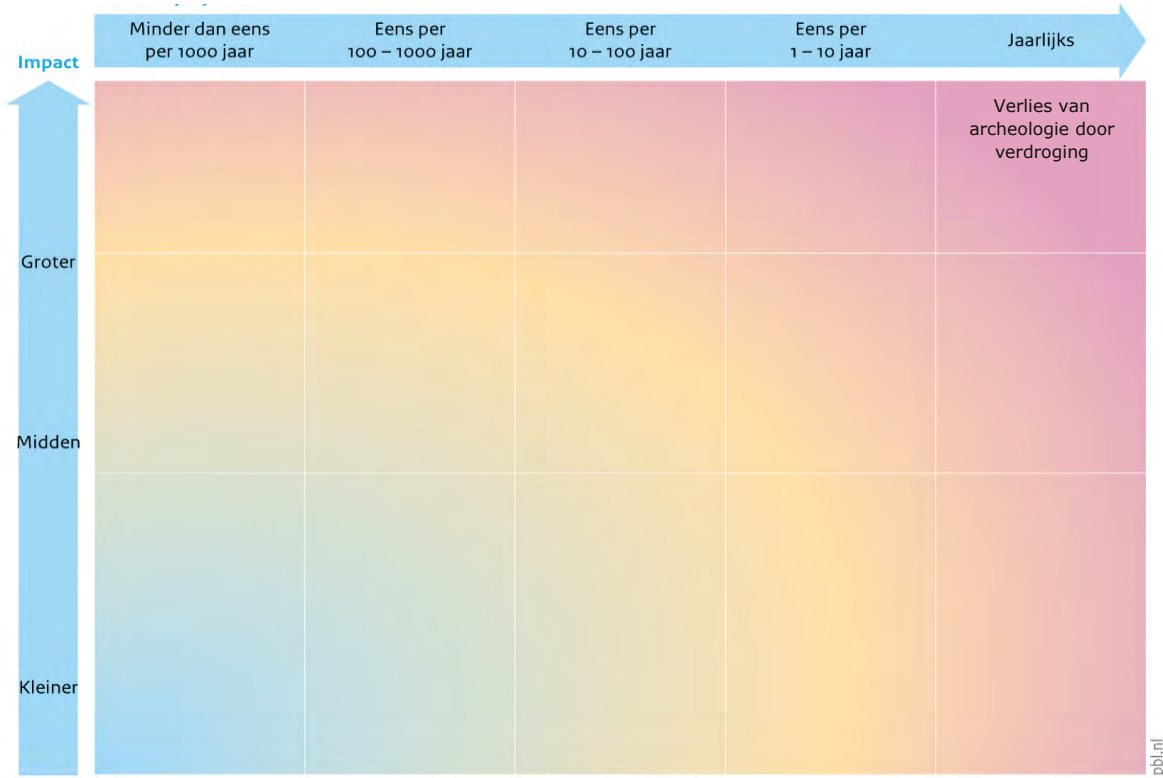 Minder dan eens
per 1000 jaar
Eens per
100 – 1000 jaar
Eens per
10 – 100 jaar
Eens per
1 – 10 jaar
Jaarlijks
Impact
Verlies van
archeologie door
verdroging
Groter
Midden
Kleiner
pbl.nl